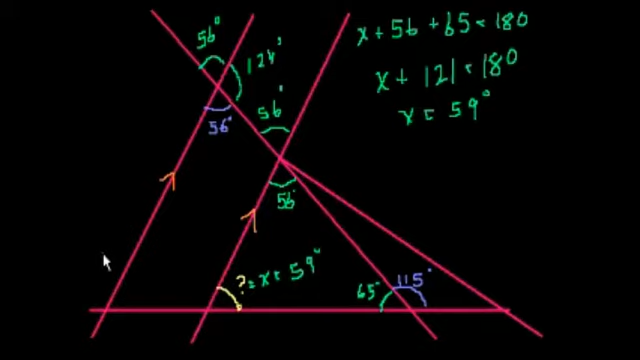 56°
124°
x + 56 + 65 = 180
x + 121 = 180
x = 59°
56°
56°
56°
? = x = 59°
65°
115°